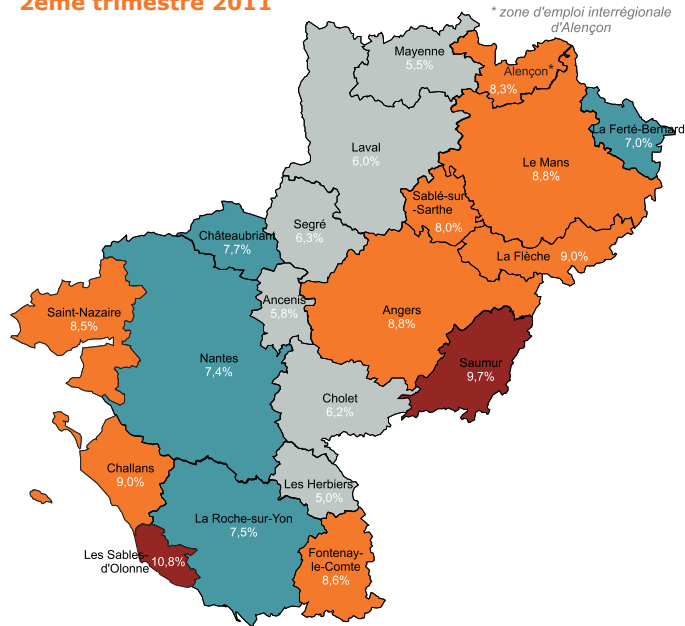 2ème trimestre 2011
* zone d'emploi interrégionale
d'Alençon
Mayenne
5,5%
Alençon*
8,3%
La Ferté-Bernard
7,0%
Laval
6,0%
Le Mans
8,8%
Sablé-sur
-Sarthe
8,0%
Segré
6,3%
Châteaubriant
7,7%
La Flèche 9,0%
Ancenis
5,8%
Saint-Nazaire
8,5%
Angers
8,8%
Nantes
7,4%
Saumur
9,7%
Cholet
6,2%
Challans
9,0%
Les Herbiers
5,0%
La Roche-sur-Yon
7,5%
Les Sables-
d'Olonne
10,8%
Fontenay-
le-Comte
8,6%